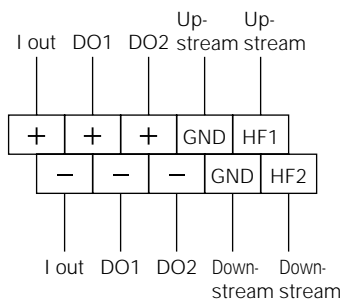 Up- Up-
I out DO1 DO2 stream stream
+ + + GND HF1
− − − GND HF2
I out DO1 DO2 Down- Down-
stream stream